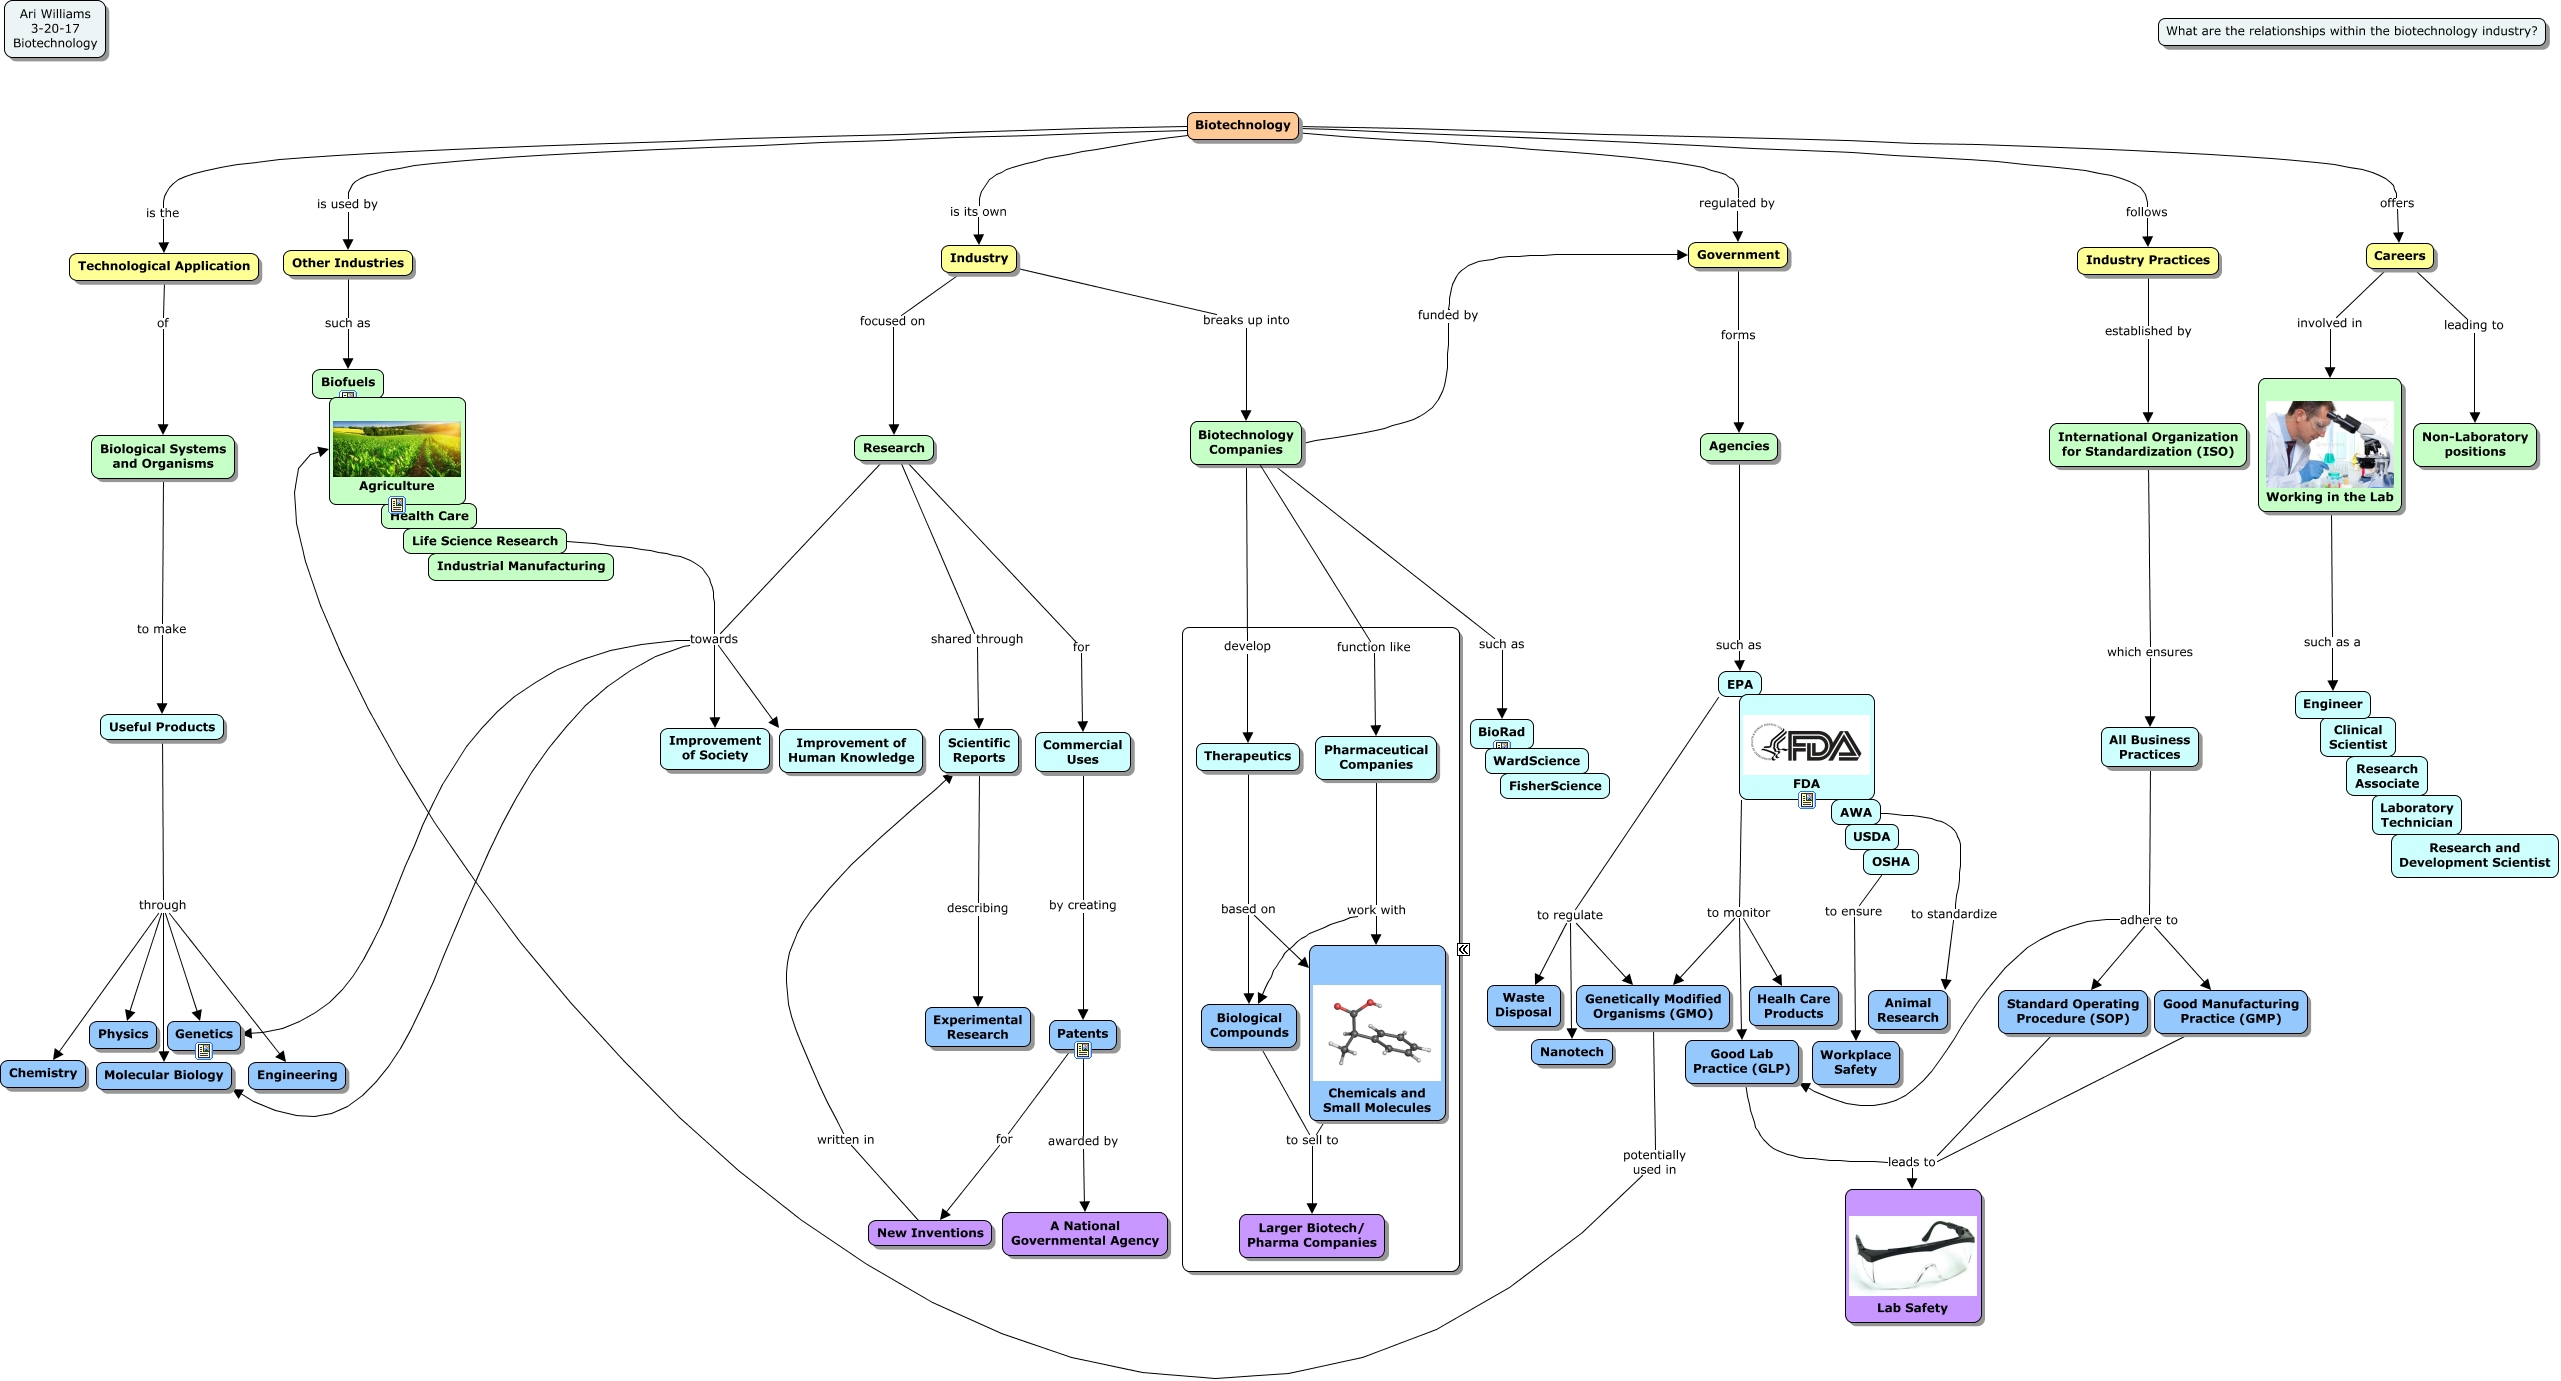 Ari Williams
3-20-17
Biotechnology
What are the relationships within the biotechnology industry?
Biotechnology
is the
is used by
is its own
regulated by
follows
offers
Technological Application
Other Industries
Industry
Government
Industry Practices
Careers
of
such as
focused on
breaks up into
funded by
forms
established by
involved in
leading to
Biofuels
Agriculture
Health Care
Life Science Research
Industrial Manufacturing
Biological Systems
and Organisms
Research
Biotechnology
Companies
Agencies
International Organization
for Standardization (ISO)
Working in the Lab
Non-Laboratory
positions
to make
towards
shared through
for
develop
function like
such as
such as
which ensures
such as a
Useful Products
Improvement
of Society
Improvement of
Human Knowledge
Scientific
Reports
Commercial
Uses
Therapeutics
Pharmaceutical
Companies
BioRad
WardScience
FisherScience
EPA
FDA
FDA
AWA
USDA
OSHA
All Business
Practices
Engineer
Clinical
Scientist
Research
Associate
Laboratory
Technician
Research and
Development Scientist
through
describing
by creating
based on
work with
to regulate
to monitor
to ensure
to standardize
adhere to
Chemistry
Physics
Molecular Biology
Genetics
Engineering
Experimental
Research
Patents
Biological
Compounds
Chemicals and
Small Molecules
Waste
Disposal
Nanotech
Genetically Modified
Organisms (GMO)
Good Lab
Practice (GLP)
Healh Care
Products
Workplace
Safety
Animal
Research
Standard Operating
Procedure (SOP)
Good Manufacturing
Practice (GMP)
written in
for
awarded by
to sell to
potentially
used in
leads to
New Inventions
A National
Governmental Agency
Larger Biotech/
Pharma Companies
Lab Safety